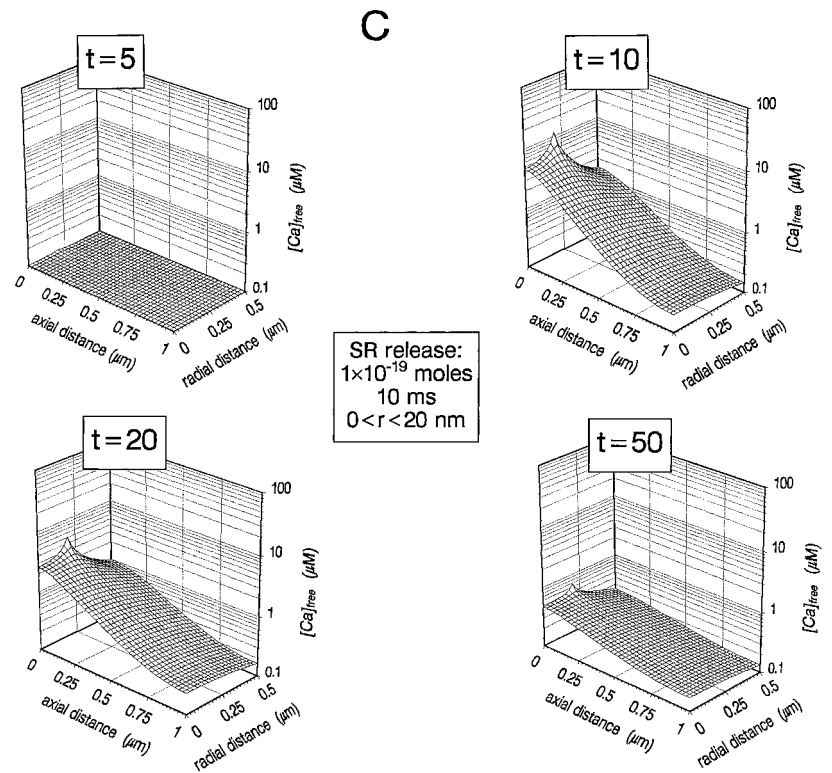 C
t=5
100
10
1
0.1
[Ca]free (μM)
0
0.25
0.5
0.75
1
axial distance (μm)
0
0.25
0.5
radial distance (μm)
t=10
100
10
1
0.1
[Ca]free (μM)
0
0.25
0.5
0.75
1
axial distance (μm)
0
0.25
0.5
radial distance (μm)
SR release:
1×10⁻¹⁹ moles
10 ms
0<r<20 nm
t=20
100
10
1
0.1
[Ca]free (μM)
0
0.25
0.5
0.75
1
axial distance (μm)
0
0.25
0.5
radial distance (μm)
t=50
100
10
1
0.1
[Ca]free (μM)
0
0.25
0.5
0.75
1
axial distance (μm)
0
0.25
0.5
radial distance (μm)